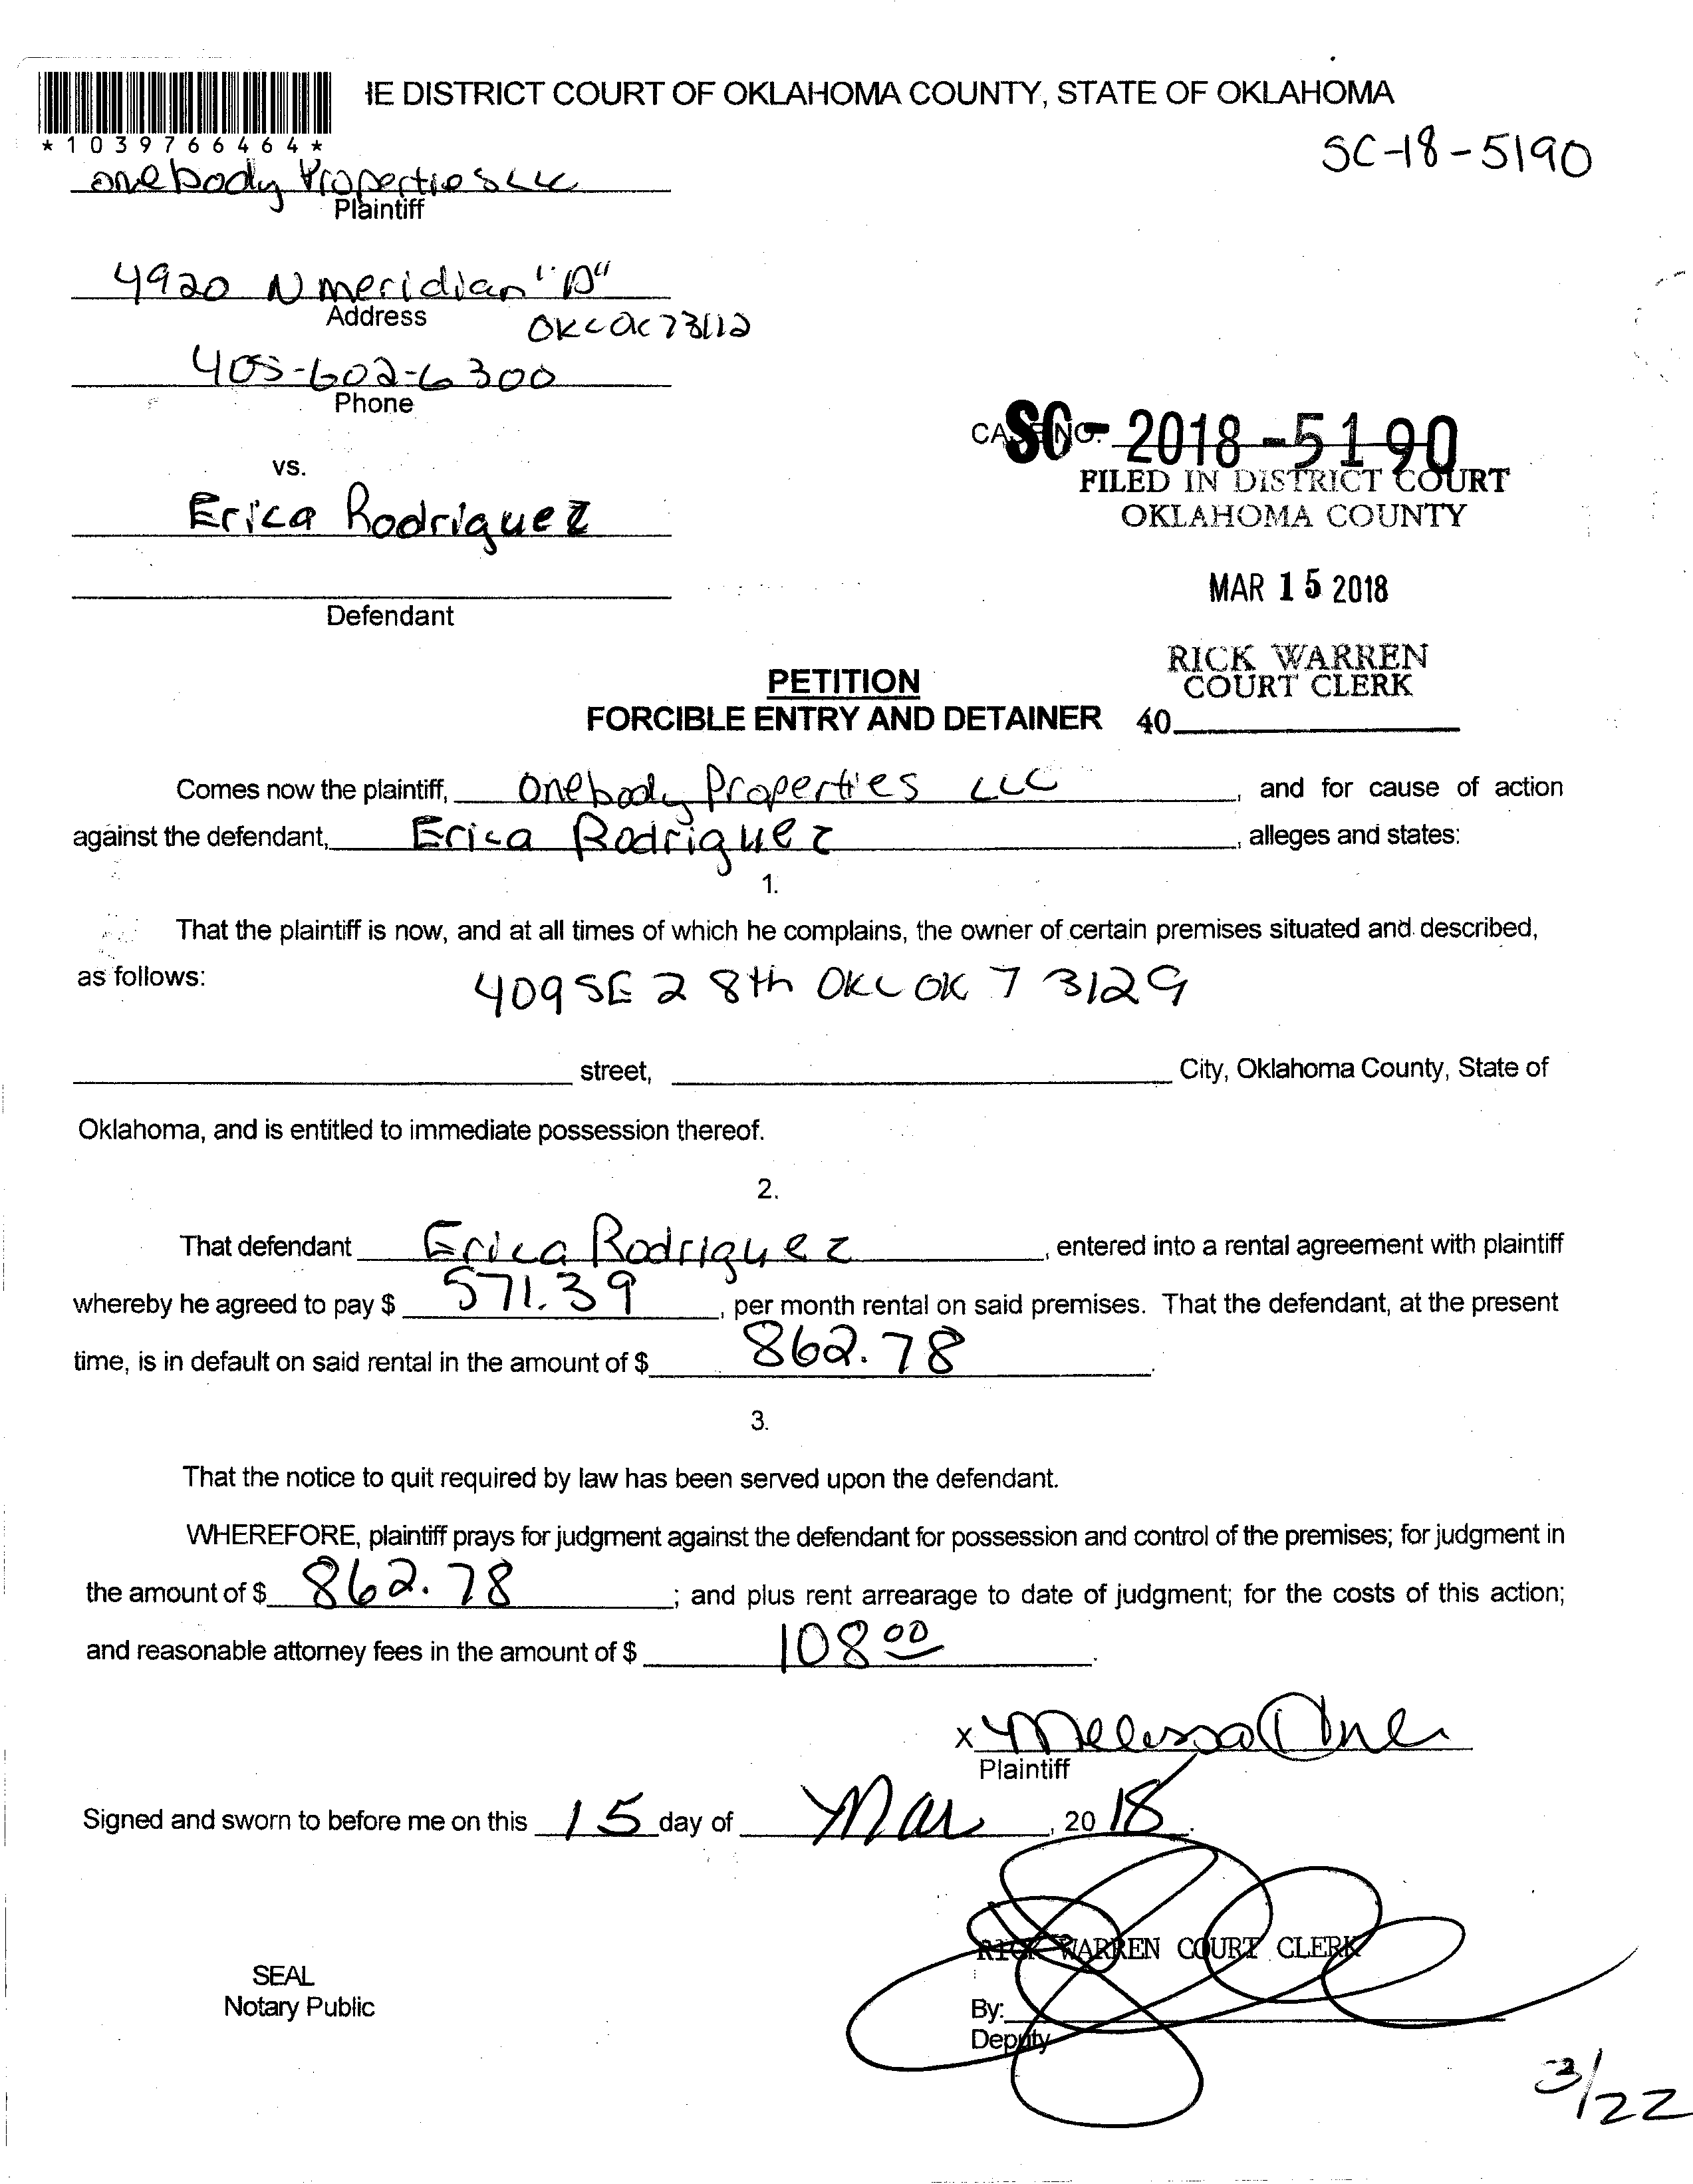 HE DISTRICT COURT OF OKLAHOMA COUNTY, STATE OF OKLAHOMA
*1039766464*
SC-18-5190
onebody Properties LLC
Plaintiff
4920 N meridian "D"
Address
OKC OK 73112
405-602-6300
Phone
CASE NO. SC-2018-5190
FILED IN DISTRICT COURT
OKLAHOMA COUNTY
vs.
Erica Rodriguez
MAR 15 2018
Defendant
RICK WARREN
COURT CLERK
PETITION
FORCIBLE ENTRY AND DETAINER 40
Comes now the plaintiff, Onebody Properties LLC, and for cause of action
against the defendant, Erica Rodriguez, alleges and states:
1.
That the plaintiff is now, and at all times of which he complains, the owner of certain premises situated and described,
as follows: 409 SE 28th OKC OK 73129
street, City, Oklahoma County, State of
Oklahoma, and is entitled to immediate possession thereof.
2.
That defendant Erica Rodriguez, entered into a rental agreement with plaintiff
whereby he agreed to pay $ 571.39, per month rental on said premises. That the defendant, at the present
time, is in default on said rental in the amount of $ 862.78.
3.
That the notice to quit required by law has been served upon the defendant.
WHEREFORE, plaintiff prays for judgment against the defendant for possession and control of the premises; for judgment in
the amount of $ 862.78; and plus rent arrearage to date of judgment; for the costs of this action;
and reasonable attorney fees in the amount of $ 108 00.
x Melissa
Plaintiff
Signed and sworn to before me on this 15 day of Mar, 20 18.
RICK WARREN COURT CLERK
SEAL
Notary Public
By:
Deputy
3/22